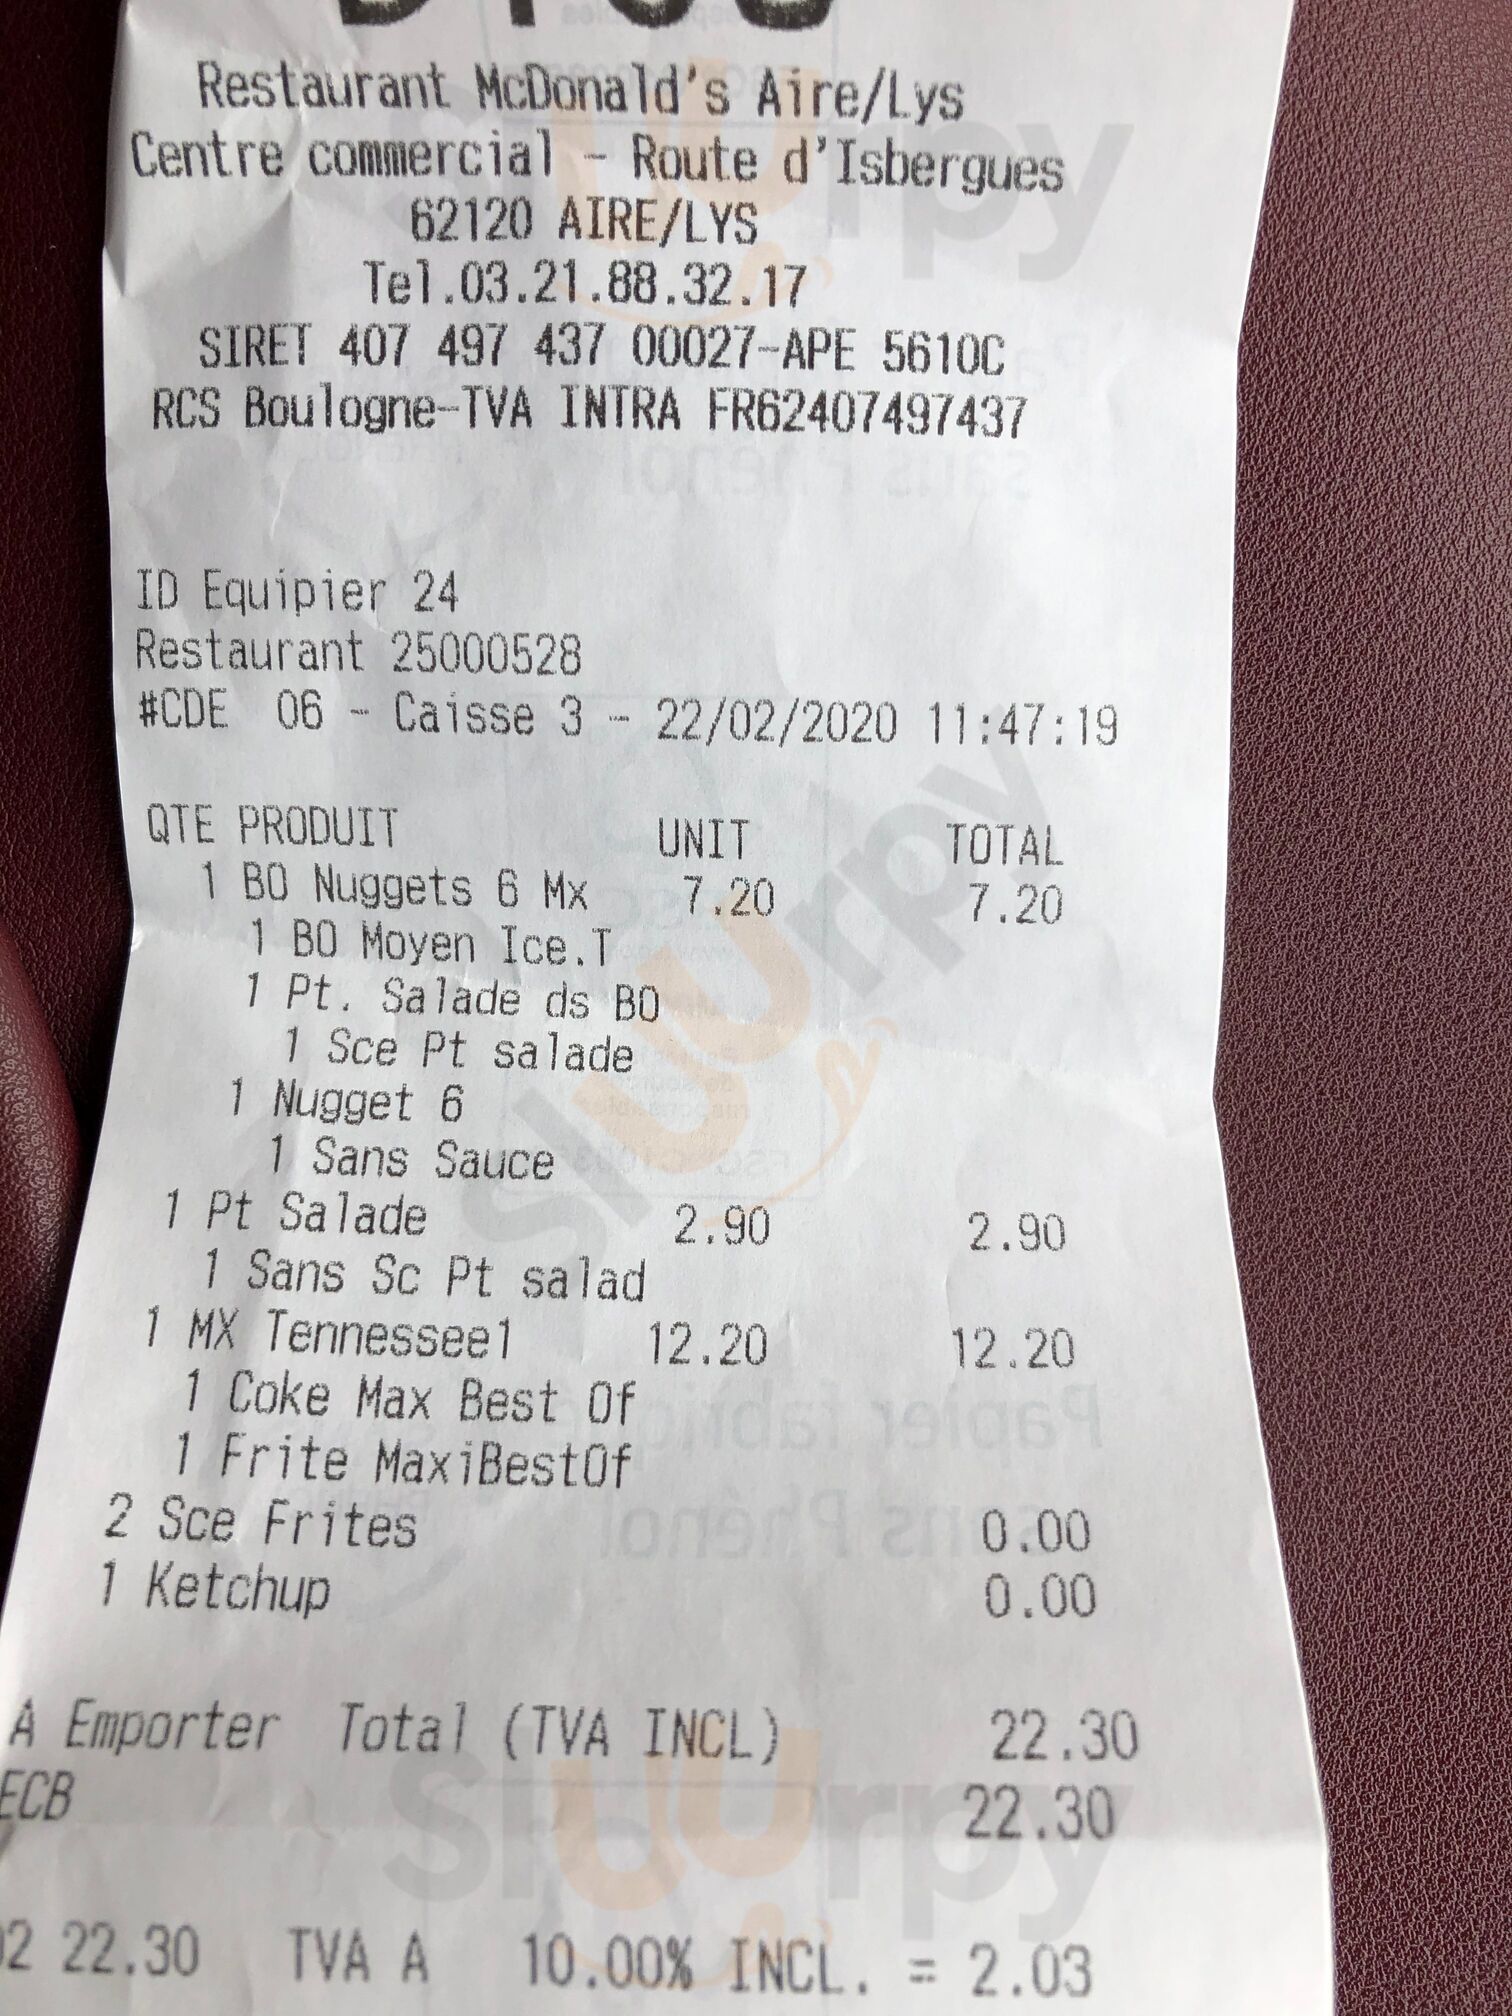 Restaurant McDonald's Aire/Lys
Centre commercial - Route d'Isbergues
62120 AIRE/LYS
Tel.03.21.88.32.17
SIRET 407 497 437 00027-APE 5610C
RCS Boulogne-TVA INTRA FR62407497437
ID Equipier 24
Restaurant 25000528
#CDE 06 - Caisse 3 - 22/02/2020 11:47:19
QTE PRODUIT UNIT TOTAL
1 BO Nuggets 6 Mx 7.20 7.20
1 BO Moyen Ice.T
1 Pt. Salade ds BO
1 Sce Pt salade
1 Nugget 6
1 Sans Sauce
1 Pt Salade 2.90 2.90
1 Sans Sc Pt salad
1 MX Tennessee1 12.20 12.20
1 Coke Max Best Of
1 Frite MaxiBestOf
2 Sce Frites 0.00
1 Ketchup 0.00
A Emporter Total (TVA INCL) 22.30
ECB 22.30
02 22.30 TVA A 10.00% INCL. = 2.03
sluurpy
sluurpy
sluurpy